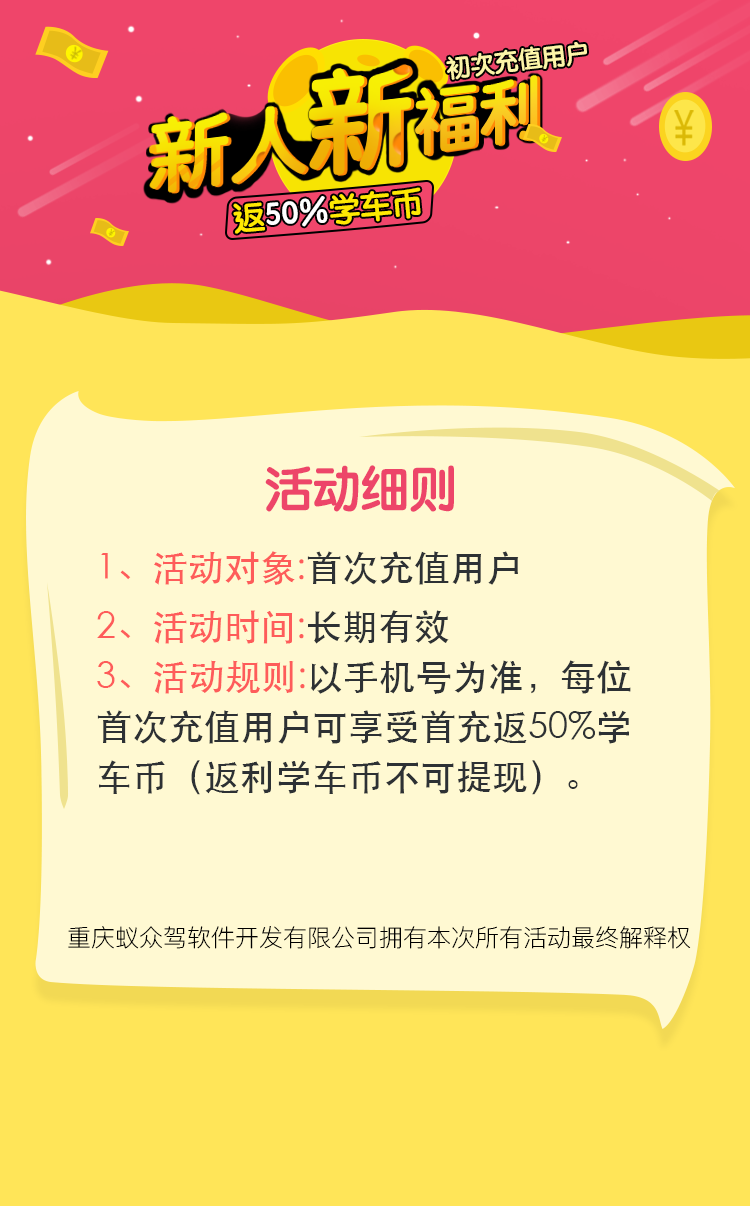 初次充值用户
新人新福利
返50%学车币
活动细则
1、活动对象:首次充值用户
2、活动时间:长期有效
3、活动规则:以手机号为准，每位
首次充值用户可享受首充返50%学
车币（返利学车币不可提现）。
重庆蚁众驾软件开发有限公司拥有本次所有活动最终解释权